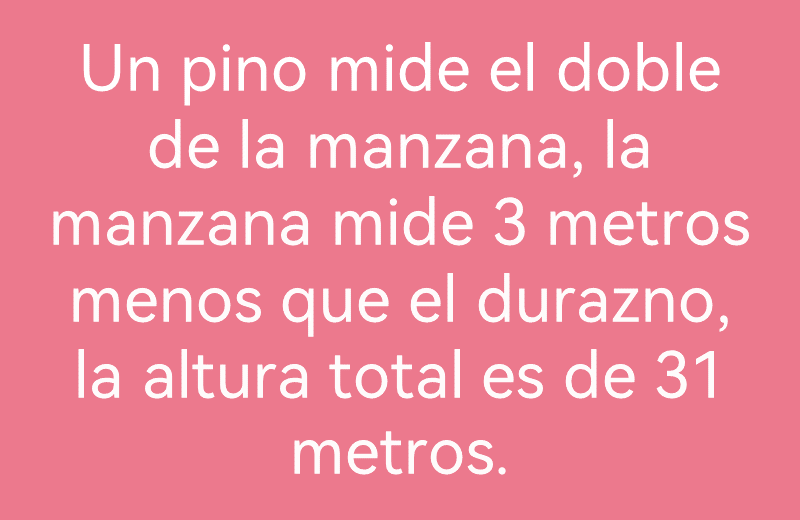 Un pino mide el doble
de la manzana, la
manzana mide 3 metros
menos que el durazno,
la altura total es de 31
metros.